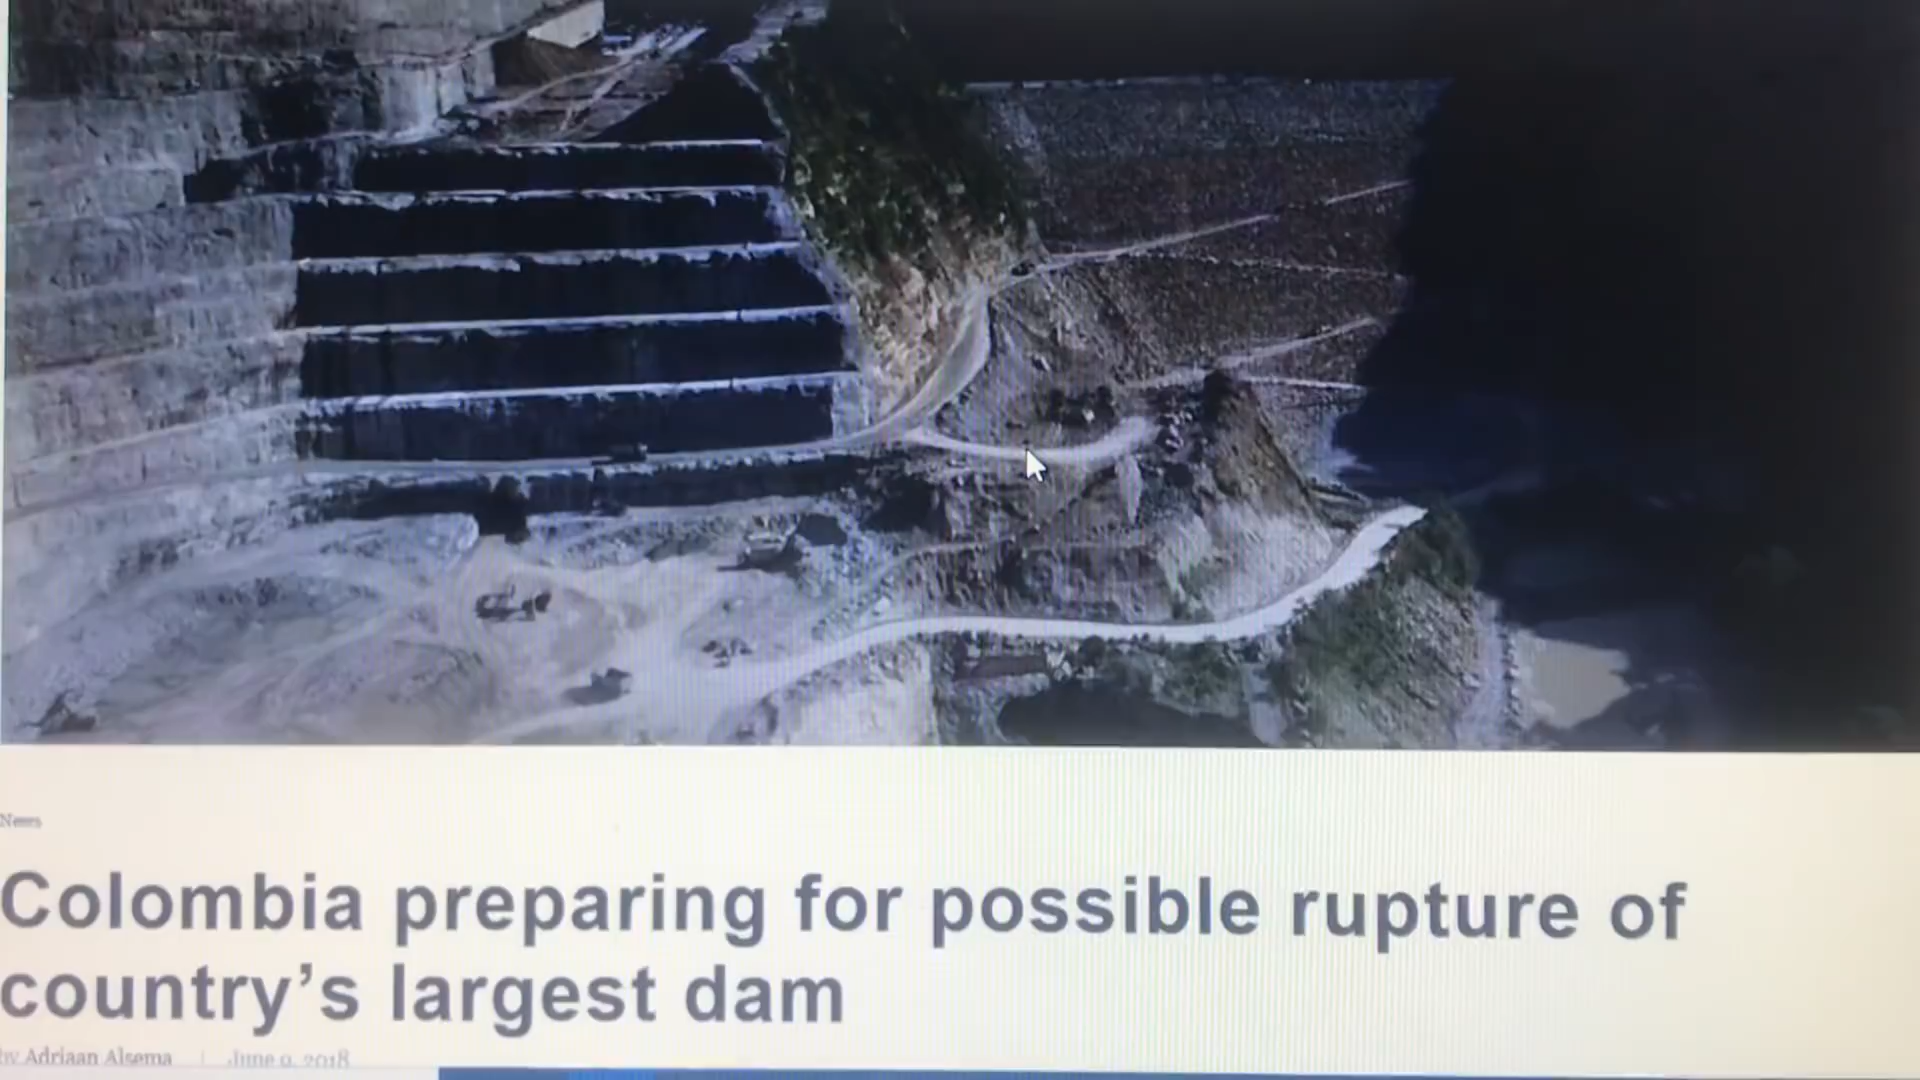 News
Colombia preparing for possible rupture of
country's largest dam
by Adriaan Alsema | June 9, 2018